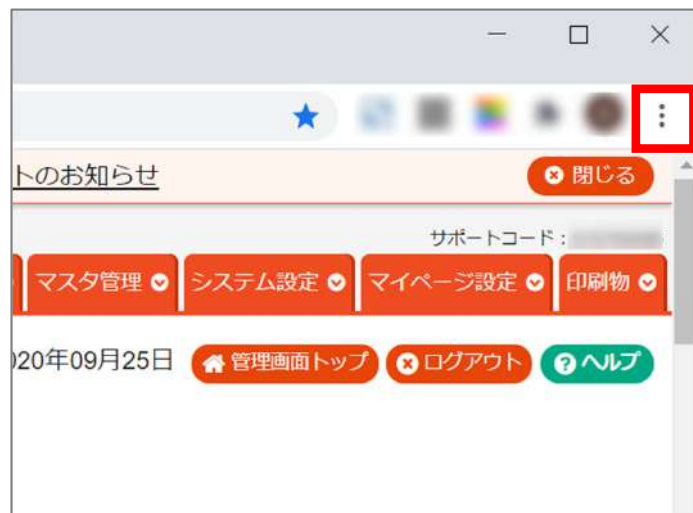 トのお知らせ
閉じる
サポートコード:
マスタ管理 システム設定 マイページ設定 印刷物
20年09月25日 管理画面トップ ログアウト ヘルプ